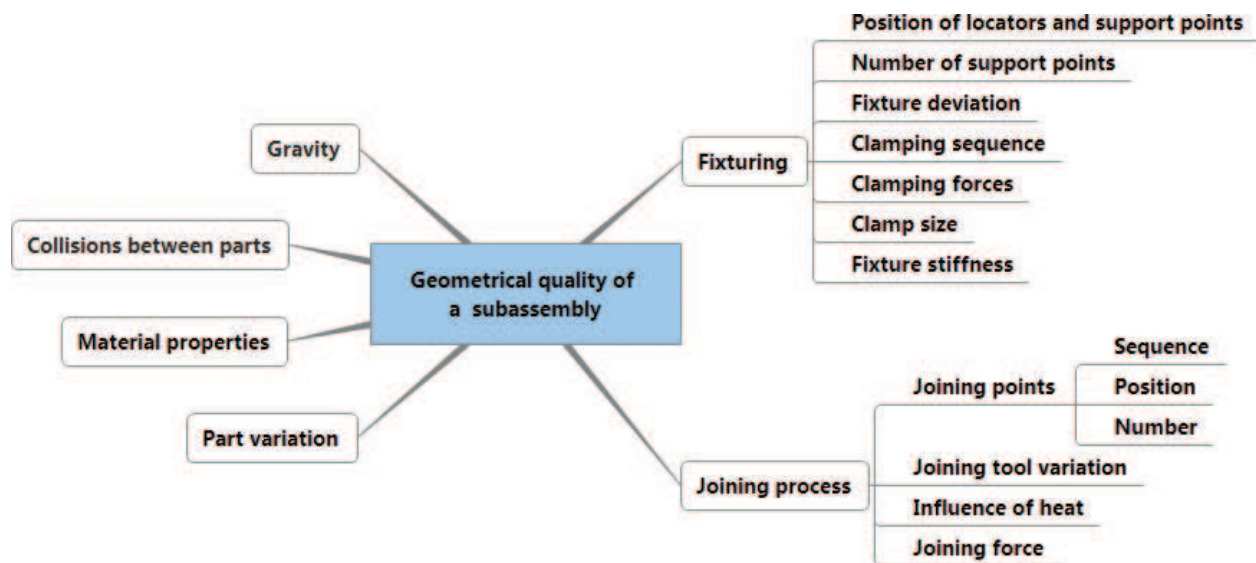 Position of locators and support points
Number of support points
Fixture deviation
Clamping sequence
Clamping forces
Clamp size
Fixture stiffness
Fixturing
Gravity
Collisions between parts
Material properties
Part variation
Geometrical quality of
a subassembly
Joining process
Joining points
Sequence
Position
Number
Joining tool variation
Influence of heat
Joining force